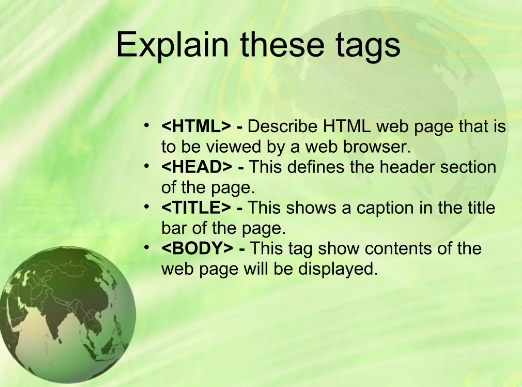 Explain these tags
• <HTML> - Describe HTML web page that is
to be viewed by a web browser.
• <HEAD> - This defines the header section
of the page.
• <TITLE> - This shows a caption in the title
bar of the page.
• <BODY> - This tag show contents of the
web page will be displayed.